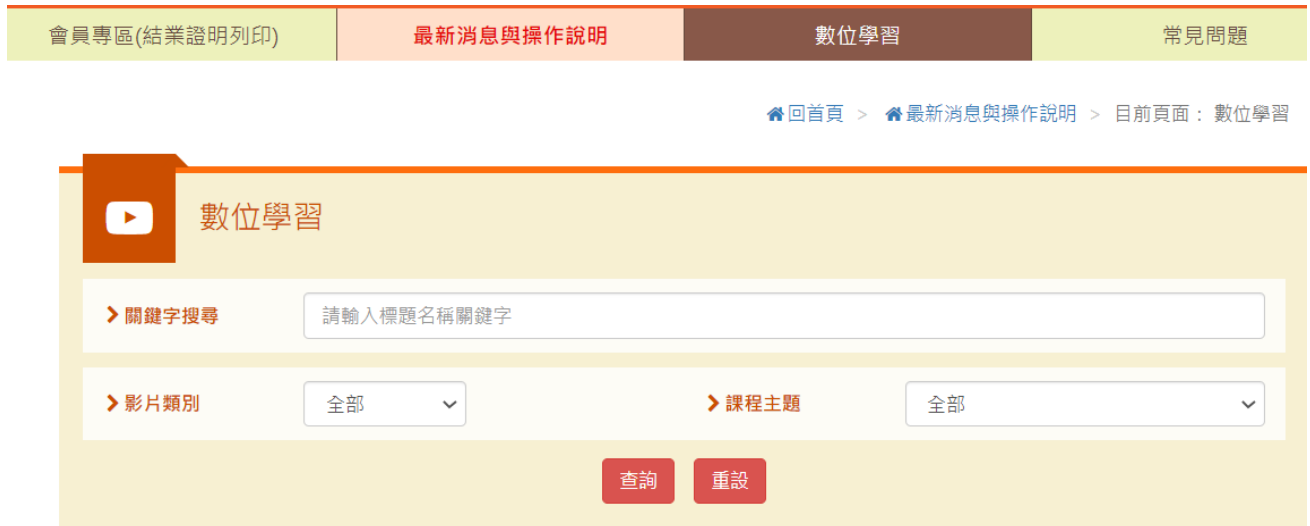 會員專區(結業證明列印) 最新消息與操作說明 數位學習 常見問題
回首頁 > 最新消息與操作說明 > 目前頁面： 數位學習
數位學習
關鍵字搜尋 請輸入標題名稱關鍵字
影片類別 全部 課程主題 全部
查詢 重設